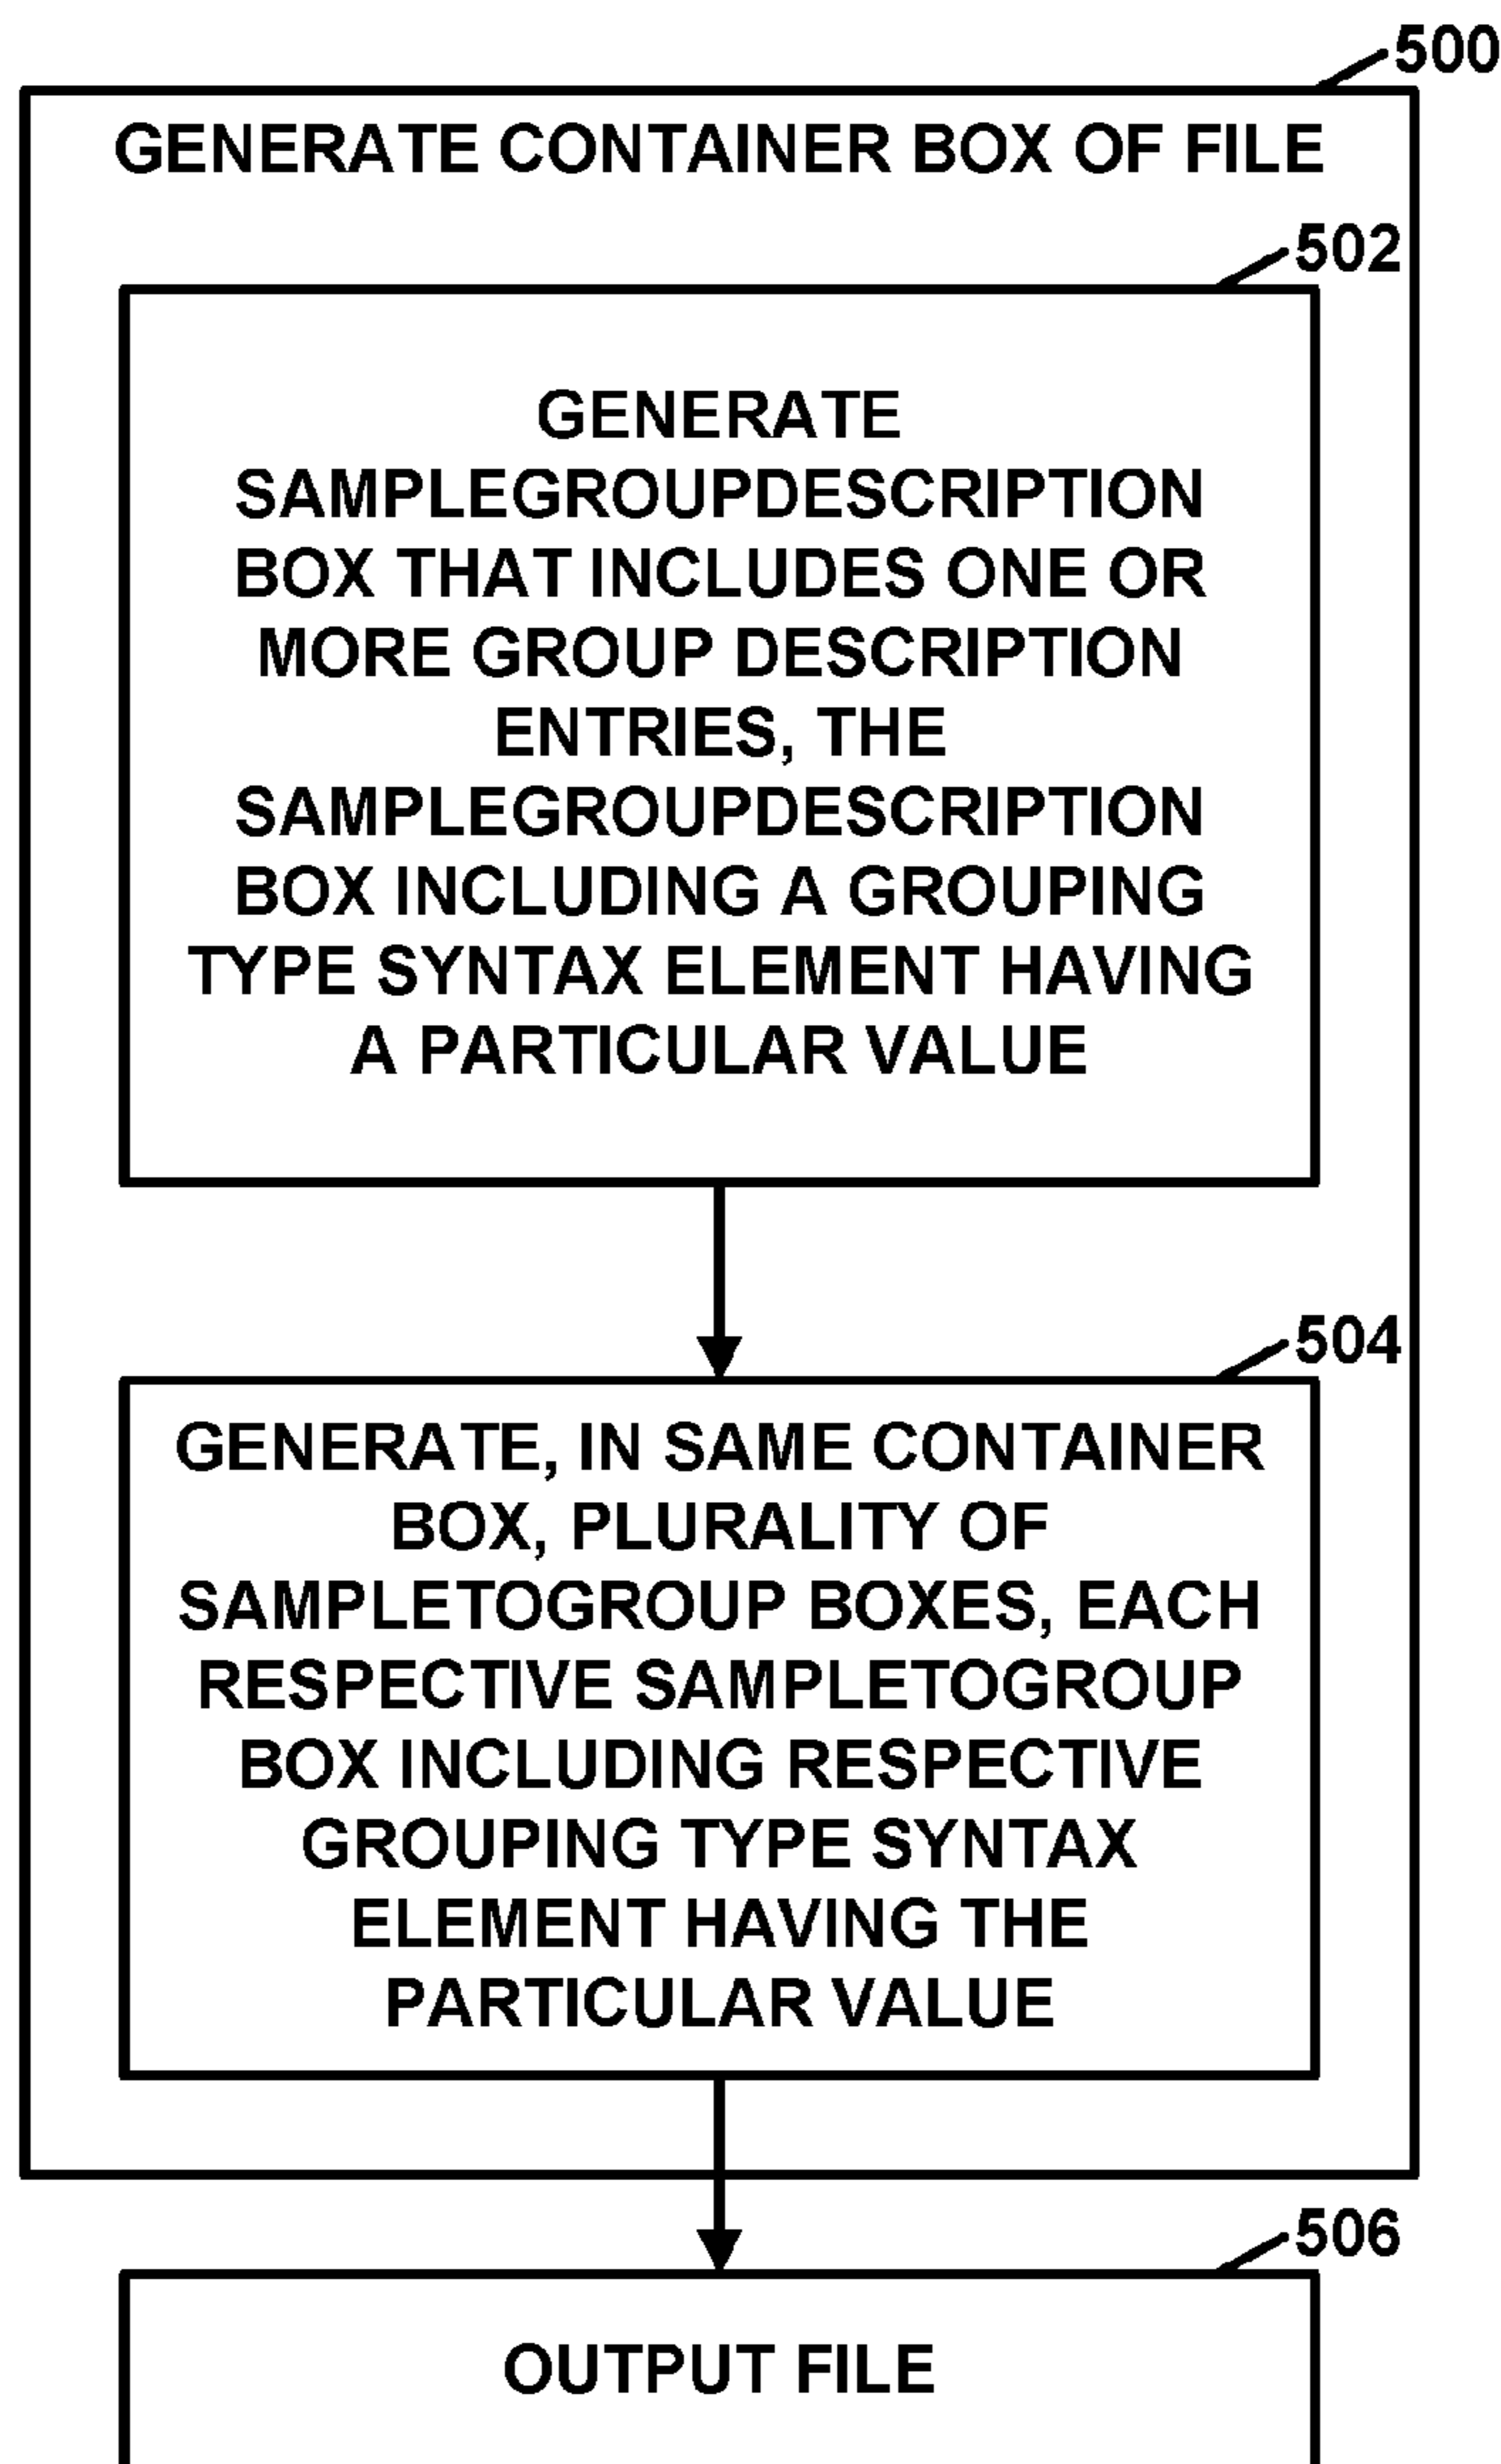 500
GENERATE CONTAINER BOX OF FILE
502
GENERATE
SAMPLEGROUPDESCRIPTION
BOX THAT INCLUDES ONE OR
MORE GROUP DESCRIPTION
ENTRIES, THE
SAMPLEGROUPDESCRIPTION
BOX INCLUDING A GROUPING
TYPE SYNTAX ELEMENT HAVING
A PARTICULAR VALUE
504
GENERATE, IN SAME CONTAINER
BOX, PLURALITY OF
SAMPLETOGROUP BOXES, EACH
RESPECTIVE SAMPLETOGROUP
BOX INCLUDING RESPECTIVE
GROUPING TYPE SYNTAX
ELEMENT HAVING THE
PARTICULAR VALUE
506
OUTPUT FILE